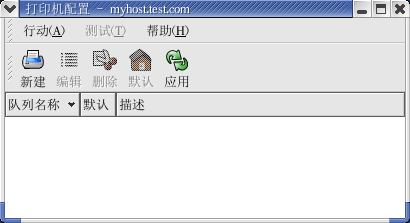 打印机配置 - myhost.test.com
行动(A) 测试(T) 帮助(H)
新建 编辑 删除 默认 应用
队列名称 默认 描述